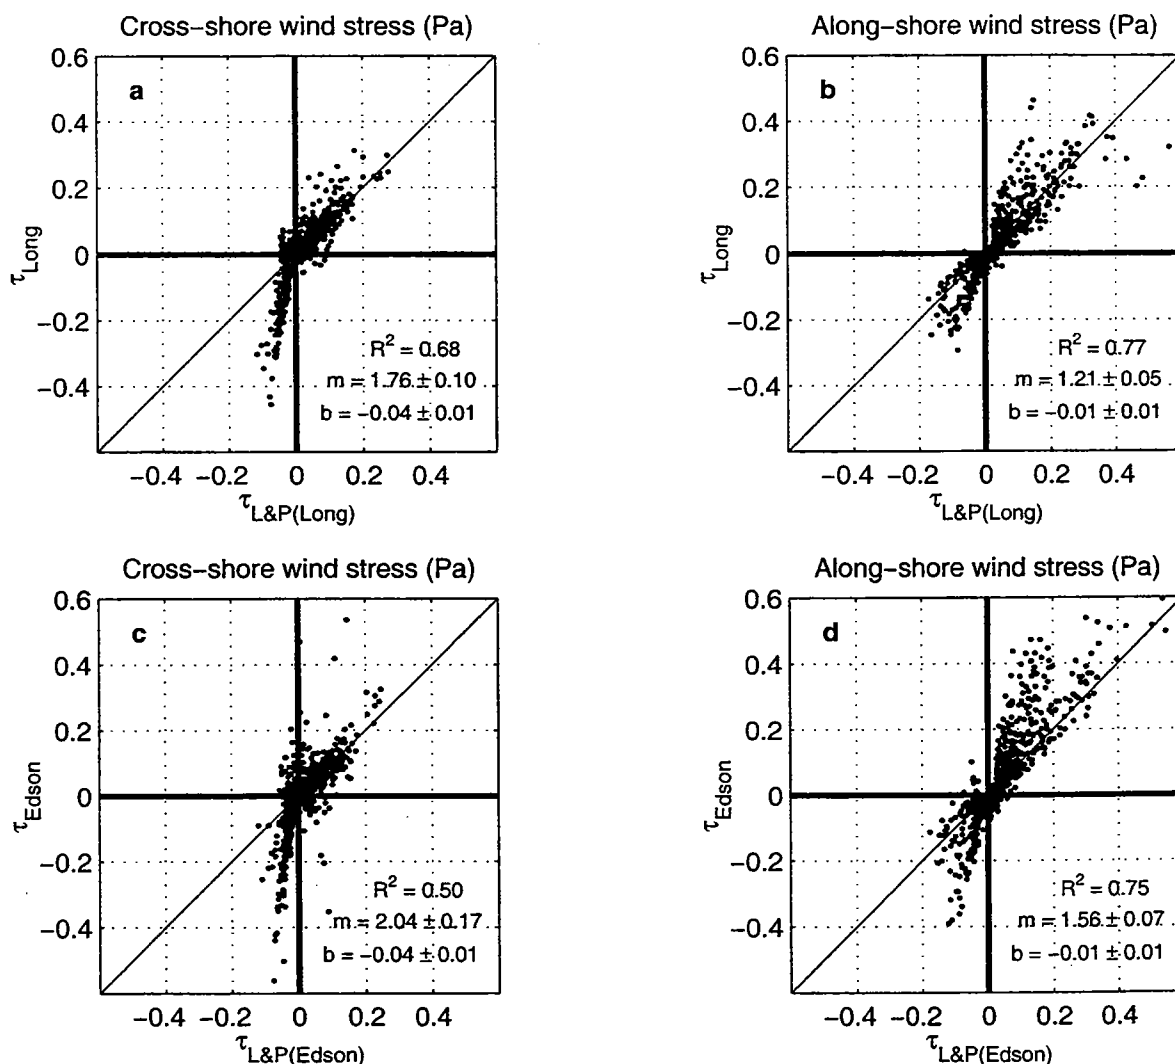 Cross-shore wind stress (Pa)
0.6
0.4
0.2
0
-0.2
-0.4
a
τLong
R² = 0.68
m = 1.76 ± 0.10
b = -0.04 ± 0.01
-0.4 -0.2 0 0.2 0.4
τL&P(Long)
Along-shore wind stress (Pa)
0.6
0.4
0.2
0
-0.2
-0.4
b
τLong
R² = 0.77
m = 1.21 ± 0.05
b = -0.01 ± 0.01
-0.4 -0.2 0 0.2 0.4
τL&P(Long)
Cross-shore wind stress (Pa)
0.6
0.4
0.2
0
-0.2
-0.4
c
τEdson
R² = 0.50
m = 2.04 ± 0.17
b = -0.04 ± 0.01
-0.4 -0.2 0 0.2 0.4
τL&P(Edson)
Along-shore wind stress (Pa)
0.6
0.4
0.2
0
-0.2
-0.4
d
τEdson
R² = 0.75
m = 1.56 ± 0.07
b = -0.01 ± 0.01
-0.4 -0.2 0 0.2 0.4
τL&P(Edson)